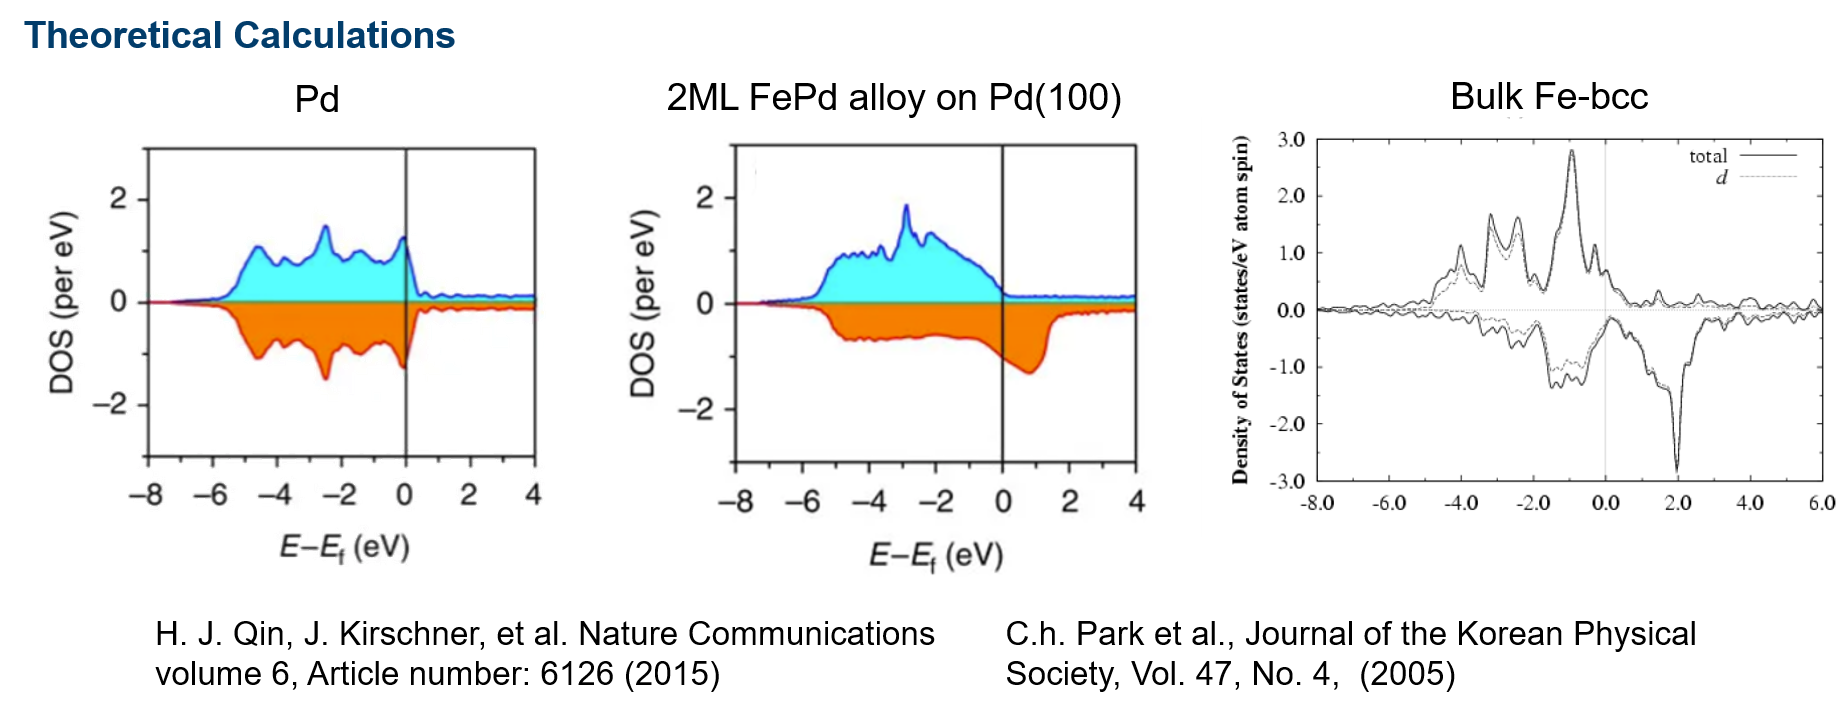 Theoretical Calculations
Pd
2ML FePd alloy on Pd(100)
Bulk Fe-bcc
DOS (per eV)
2
0
−2
−8 −6 −4 −2 0 2 4
E−Ef (eV)
DOS (per eV)
2
0
−2
−8 −6 −4 −2 0 2 4
E−Ef (eV)
Density of States (states/eV atom spin)
3.0
2.0
1.0
0.0
-1.0
-2.0
-3.0
total
d
-8.0 -6.0 -4.0 -2.0 0.0 2.0 4.0 6.0
H. J. Qin, J. Kirschner, et al. Nature Communications
volume 6, Article number: 6126 (2015)
C.h. Park et al., Journal of the Korean Physical
Society, Vol. 47, No. 4, (2005)